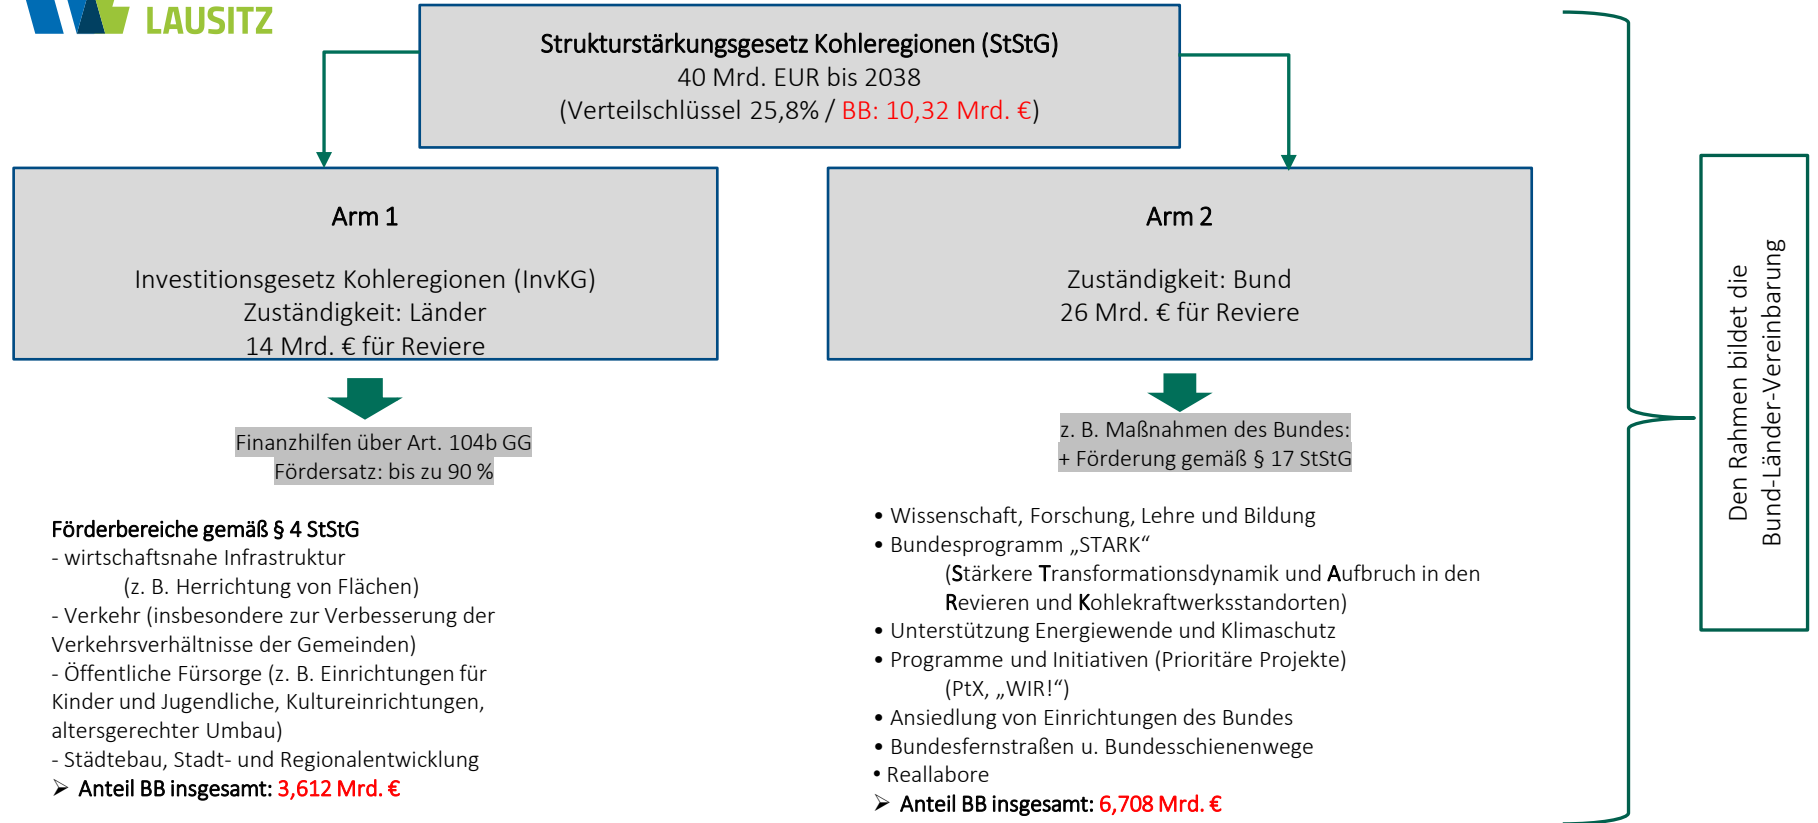 LAUSITZ
Strukturstärkungsgesetz Kohleregionen (StStG)
40 Mrd. EUR bis 2038
(Verteilschlüssel 25,8% / BB: 10,32 Mrd. €)
Arm 1
Investitionsgesetz Kohleregionen (InvKG)
Zuständigkeit: Länder
14 Mrd. € für Reviere
Finanzhilfen über Art. 104b GG
Fördersatz: bis zu 90 %
Förderbereiche gemäß § 4 StStG
- wirtschaftsnahe Infrastruktur
(z. B. Herrichtung von Flächen)
- Verkehr (insbesondere zur Verbesserung der
Verkehrsverhältnisse der Gemeinden)
- Öffentliche Fürsorge (z. B. Einrichtungen für
Kinder und Jugendliche, Kultureinrichtungen,
altersgerechter Umbau)
- Städtebau, Stadt- und Regionalentwicklung
➢ Anteil BB insgesamt: 3,612 Mrd. €
Arm 2
Zuständigkeit: Bund
26 Mrd. € für Reviere
z. B. Maßnahmen des Bundes:
+ Förderung gemäß § 17 StStG
• Wissenschaft, Forschung, Lehre und Bildung
• Bundesprogramm „STARK“
(Stärkere Transformationsdynamik und Aufbruch in den
Revieren und Kohlekraftwerksstandorten)
• Unterstützung Energiewende und Klimaschutz
• Programme und Initiativen (Prioritäre Projekte)
(PtX, „WIR!“)
• Ansiedlung von Einrichtungen des Bundes
• Bundesfernstraßen u. Bundesschienenwege
• Reallabore
➢ Anteil BB insgesamt: 6,708 Mrd. €
Den Rahmen bildet die
Bund-Länder-Vereinbarung